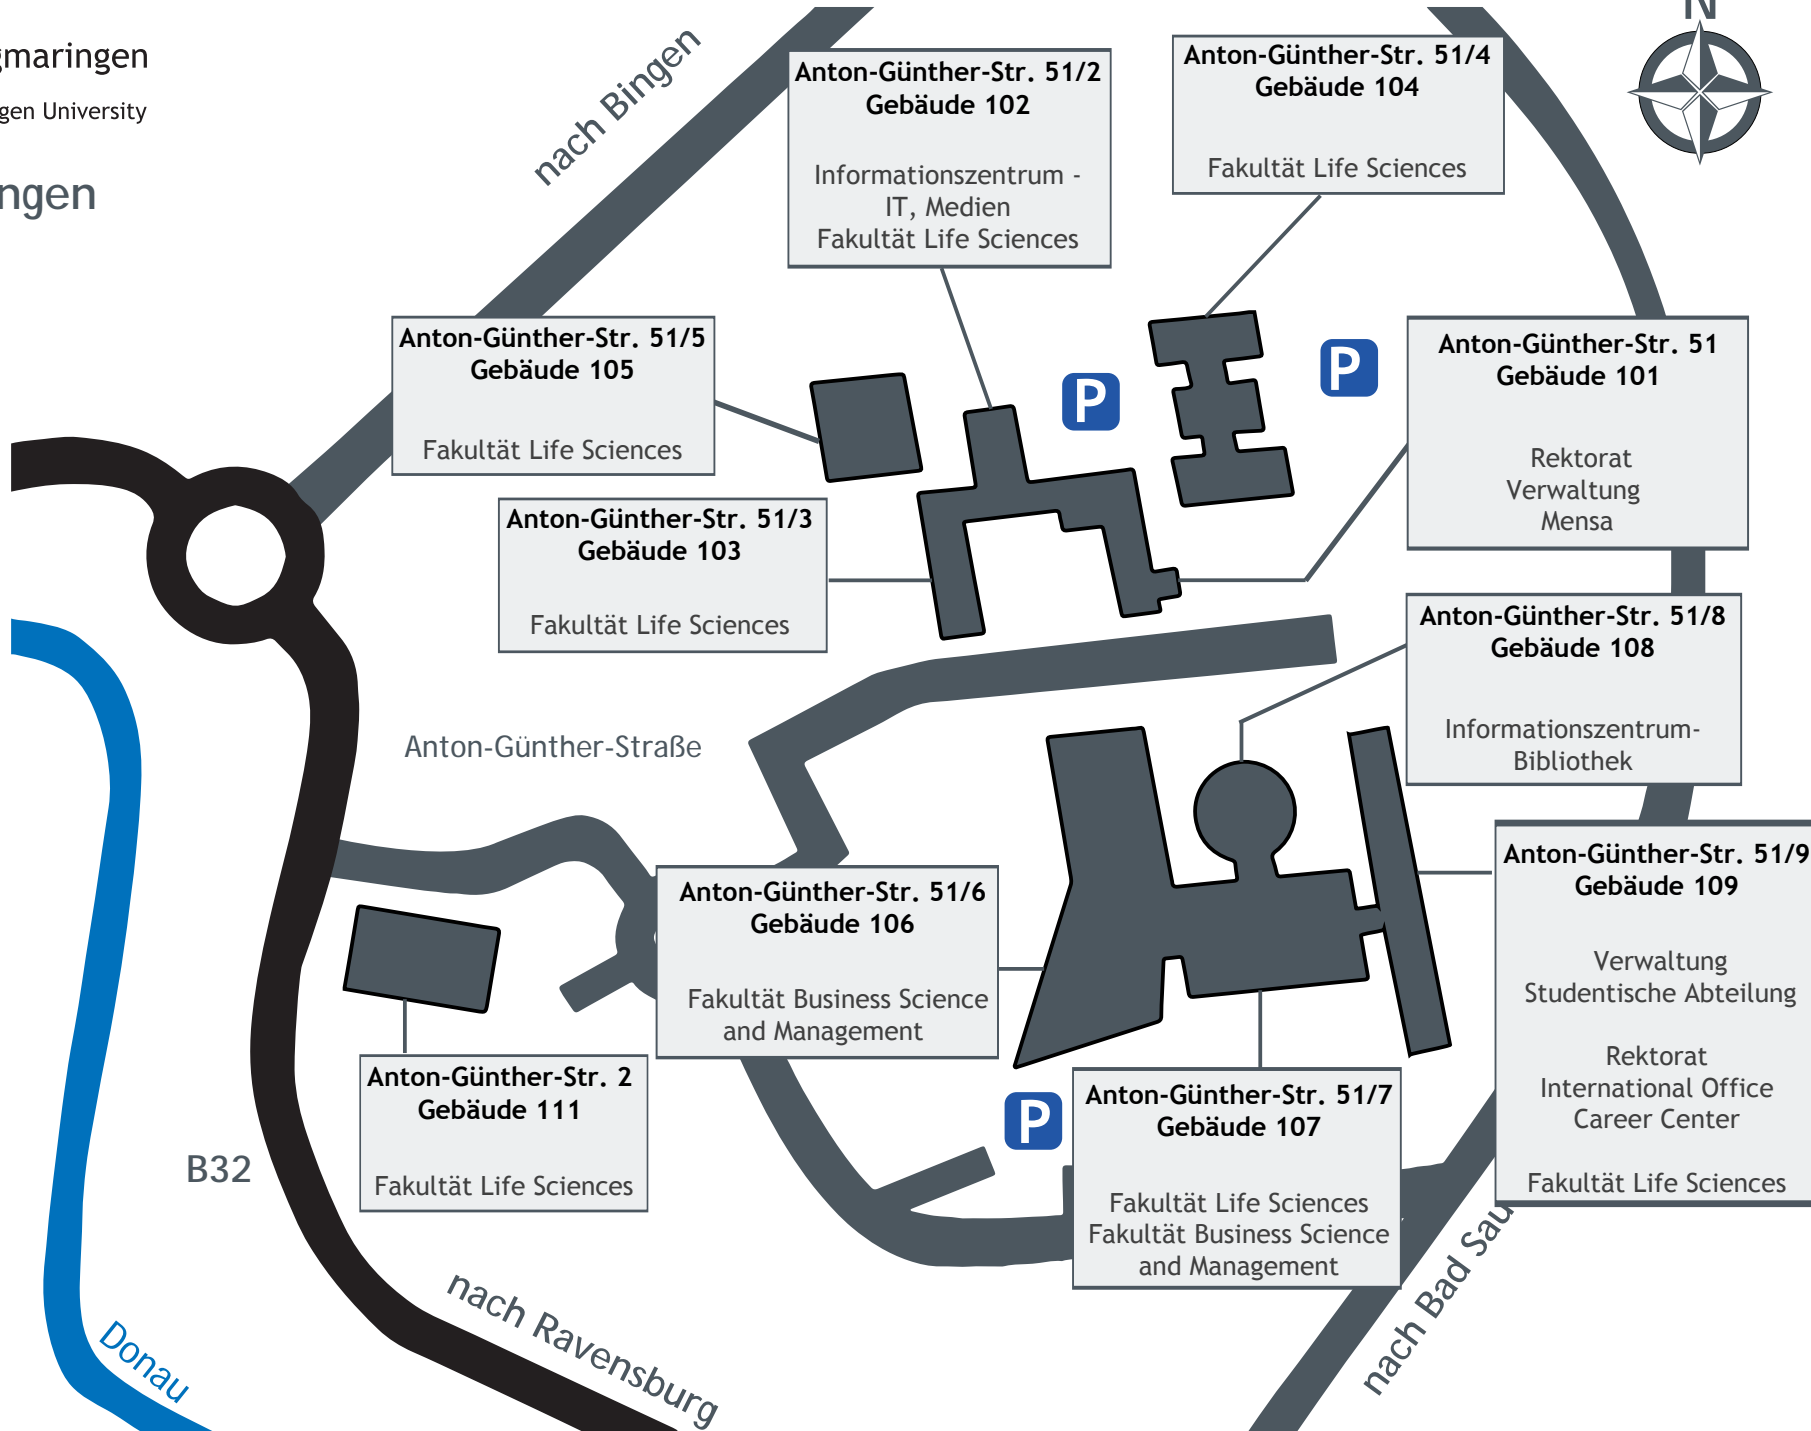 gmaringen
gen University
ngen
N
nach Bingen
Anton-Günther-Str. 51/2
Gebäude 102
Informationszentrum -
IT, Medien
Fakultät Life Sciences
Anton-Günther-Str. 51/4
Gebäude 104
Fakultät Life Sciences
Anton-Günther-Str. 51/5
Gebäude 105
Fakultät Life Sciences
P
P
Anton-Günther-Str. 51
Gebäude 101
Rektorat
Verwaltung
Mensa
Anton-Günther-Str. 51/3
Gebäude 103
Fakultät Life Sciences
Anton-Günther-Str. 51/8
Gebäude 108
Informationszentrum-
Bibliothek
Anton-Günther-Straße
Anton-Günther-Str. 51/6
Gebäude 106
Fakultät Business Science
and Management
Anton-Günther-Str. 51/9
Gebäude 109
Verwaltung
Studentische Abteilung
Rektorat
International Office
Career Center
Fakultät Life Sciences
Anton-Günther-Str. 2
Gebäude 111
Fakultät Life Sciences
P
Anton-Günther-Str. 51/7
Gebäude 107
Fakultät Life Sciences
Fakultät Business Science
and Management
B32
nach Bad Sau
nach Ravensburg
Donau